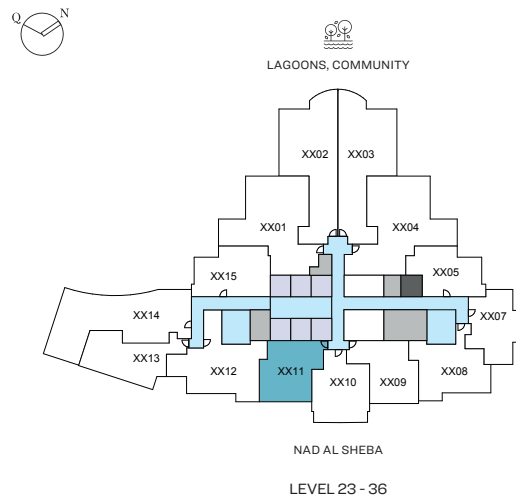 Q N
LAGOONS, COMMUNITY
XX02 XX03
XX01 XX04
XX15 XX05
XX14 XX07
XX13 XX12 XX11 XX10 XX09 XX08
NAD AL SHEBA
LEVEL 23 - 36